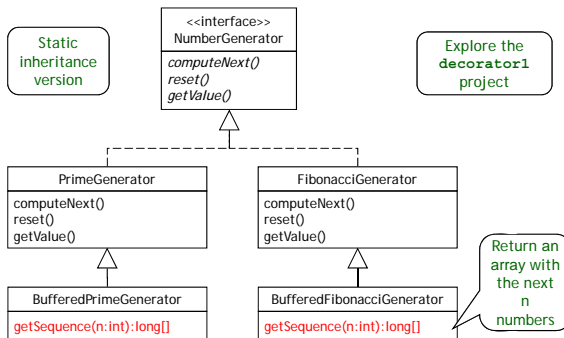 Static
inheritance
version
<<interface>>
NumberGenerator
computeNext()
reset()
getValue()
Explore the
decorator1
project
PrimeGenerator
computeNext()
reset()
getValue()
FibonacciGenerator
computeNext()
reset()
getValue()
BufferedPrimeGenerator
getSequence(n:int):long[]
BufferedFibonacciGenerator
getSequence(n:int):long[]
Return an
array with
the next
n
numbers